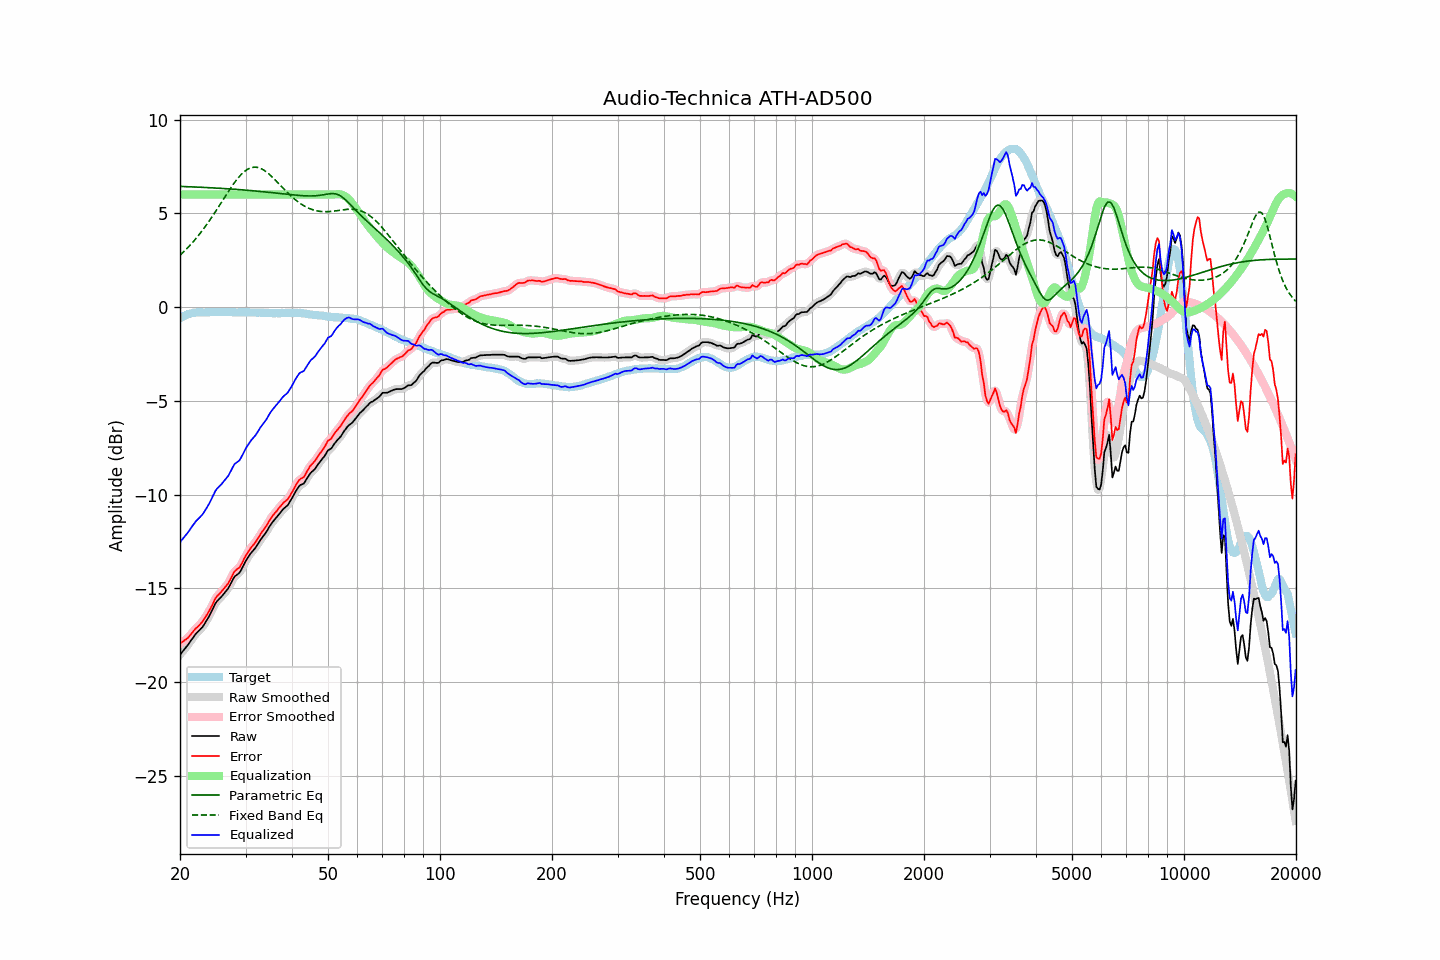 Audio-Technica ATH-AD500
10
5
0
−5
−10
−15
−20
−25
Amplitude (dBr)
Target
Raw Smoothed
Error Smoothed
Raw
Error
Equalization
Parametric Eq
Fixed Band Eq
Equalized
20 50 100 200 500 1000 2000 5000 10000 20000
Frequency (Hz)